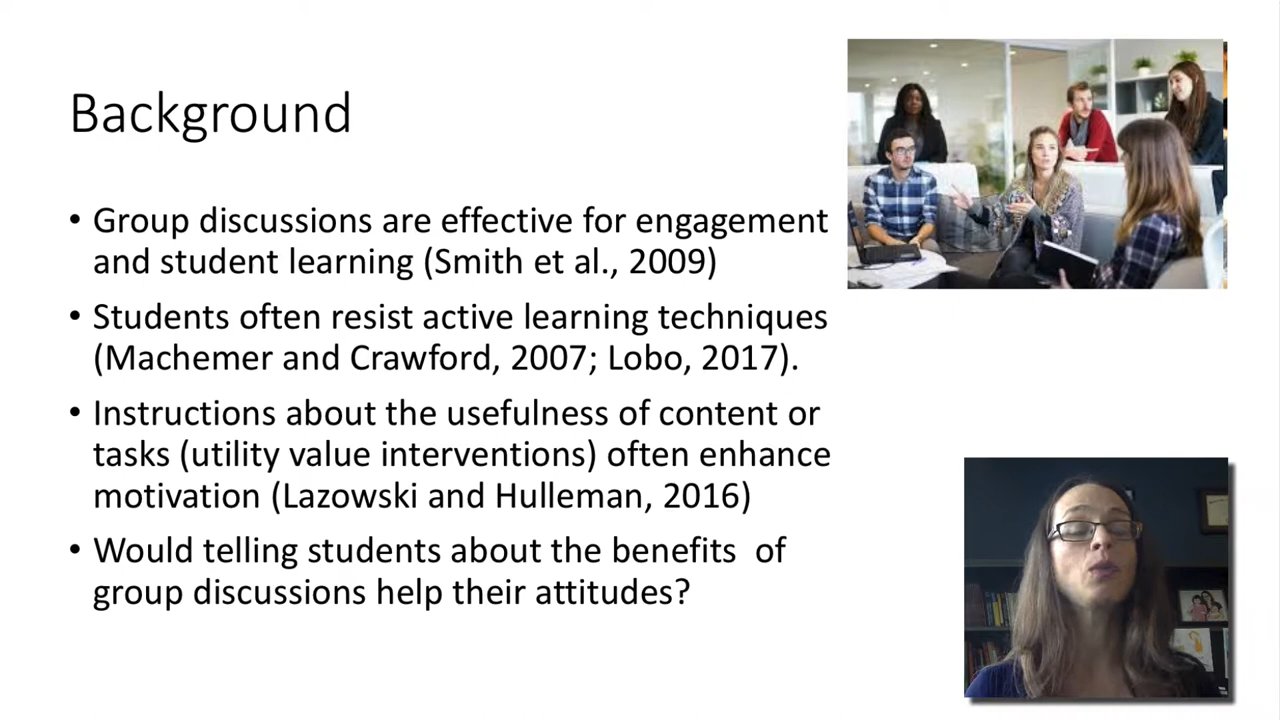 Background
• Group discussions are effective for engagement
and student learning (Smith et al., 2009)
• Students often resist active learning techniques
(Machemer and Crawford, 2007; Lobo, 2017).
• Instructions about the usefulness of content or
tasks (utility value interventions) often enhance
motivation (Lazowski and Hulleman, 2016)
• Would telling students about the benefits  of
group discussions help their attitudes?